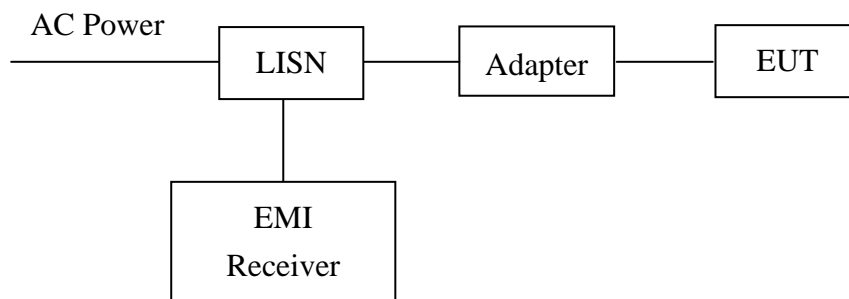 AC Power
LISN
Adapter
EUT
EMI
Receiver